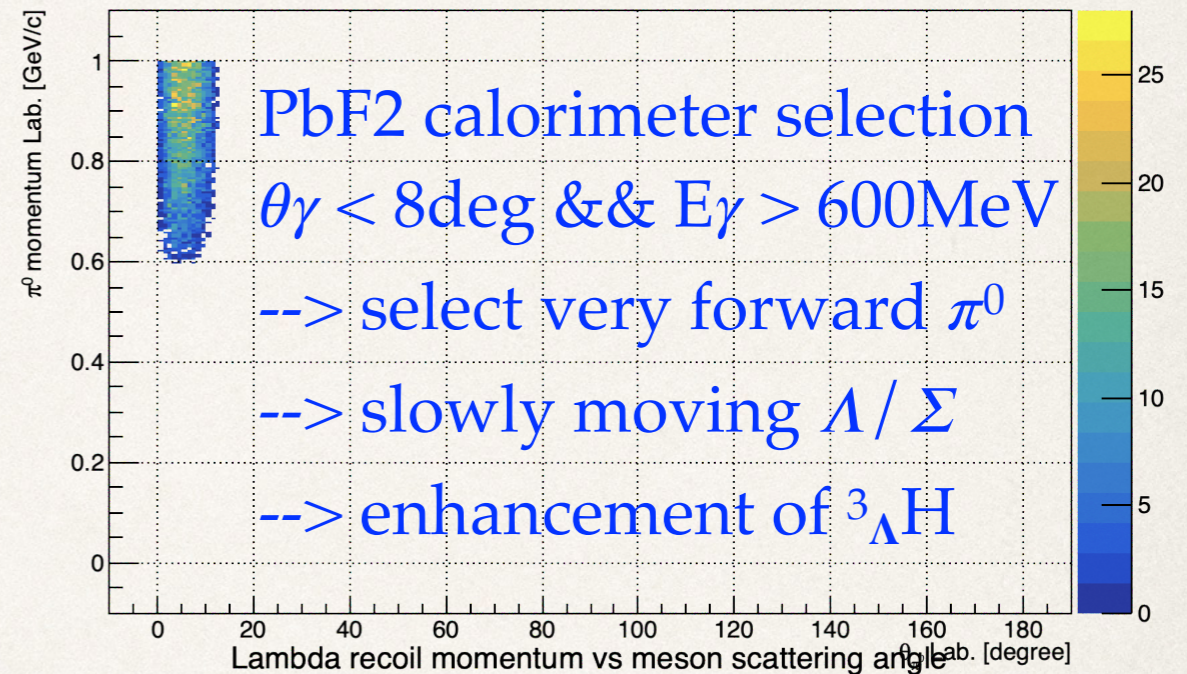 π⁰ momentum Lab. [GeV/c]
1
0.8
0.6
0.4
0.2
0
PbF2 calorimeter selection
θγ < 8deg && Eγ > 600MeV
--> select very forward π⁰
--> slowly moving Λ/Σ
--> enhancement of ³ΛH
25
20
15
10
5
0
0 20 40 60 80 100 120 140 160 180
Lab. [degree]
Lambda recoil momentum vs meson scattering angle